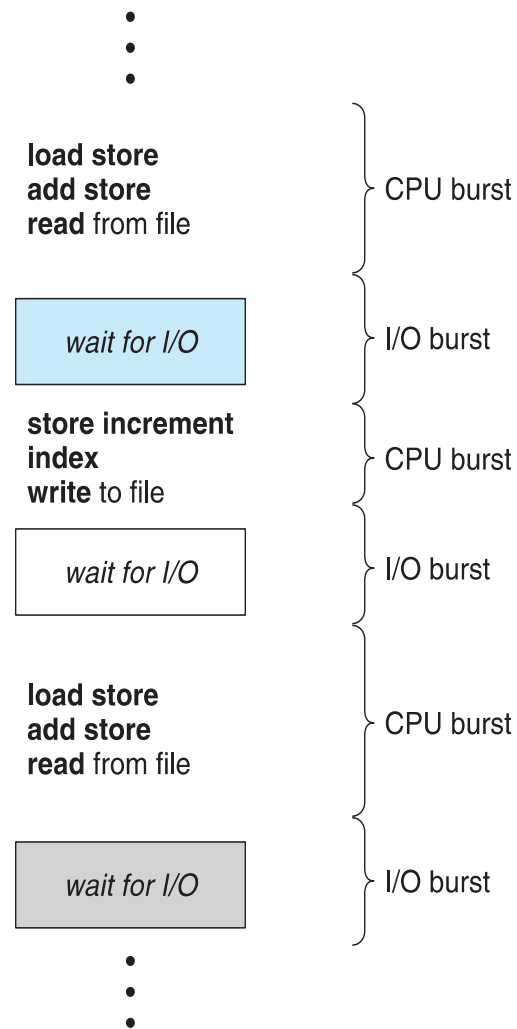 load store
add store
read from file
CPU burst
wait for I/O
I/O burst
store increment
index
write to file
CPU burst
wait for I/O
I/O burst
load store
add store
read from file
CPU burst
wait for I/O
I/O burst